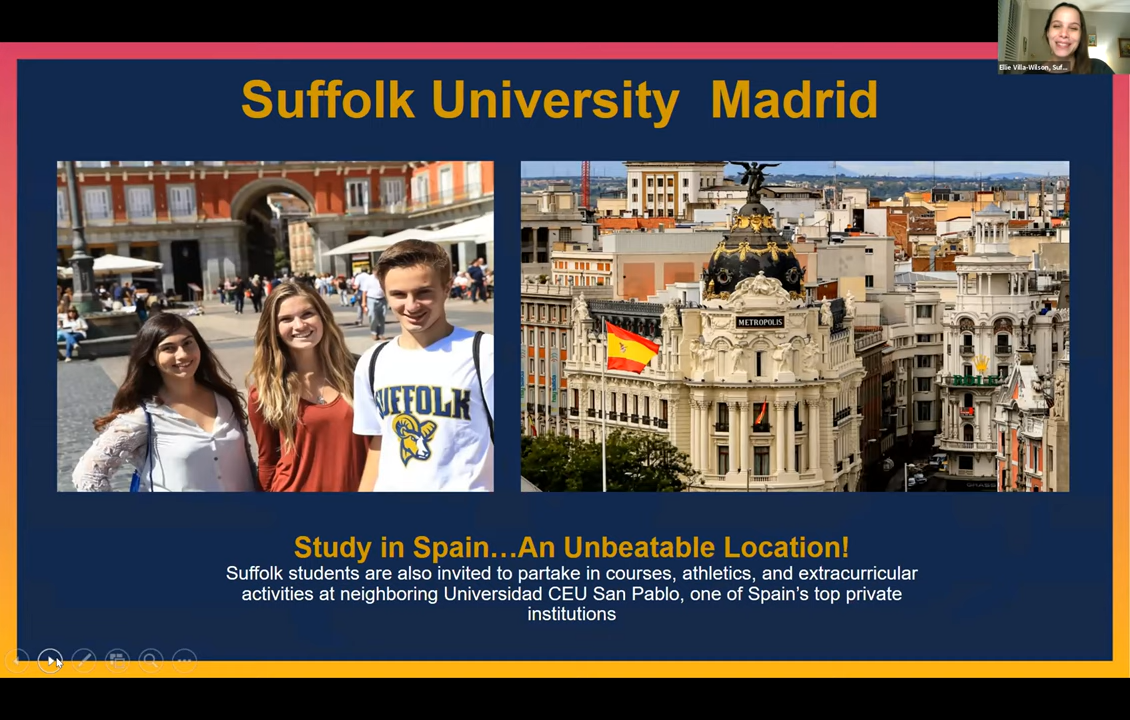 Ellie Villa-Wilson, Suf...
Suffolk University Madrid
SUFFOLK
METROPOLIS
Study in Spain...An Unbeatable Location!
Suffolk students are also invited to partake in courses, athletics, and extracurricular
activities at neighboring Universidad CEU San Pablo, one of Spain's top private
institutions